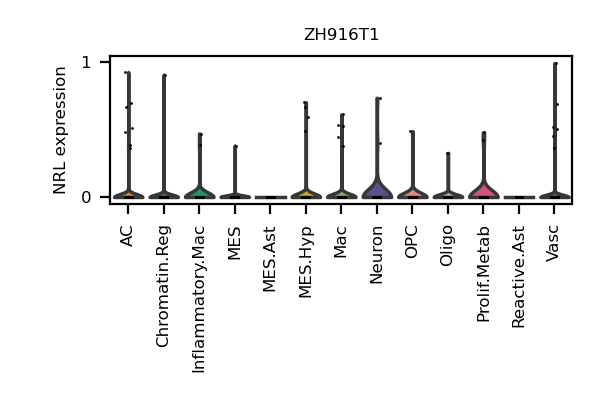 ZH916T1
NRL expression
1
0
AC
Chromatin.Reg
Inflammatory.Mac
MES
MES.Ast
MES.Hyp
Mac
Neuron
OPC
Oligo
Prolif.Metab
Reactive.Ast
Vasc